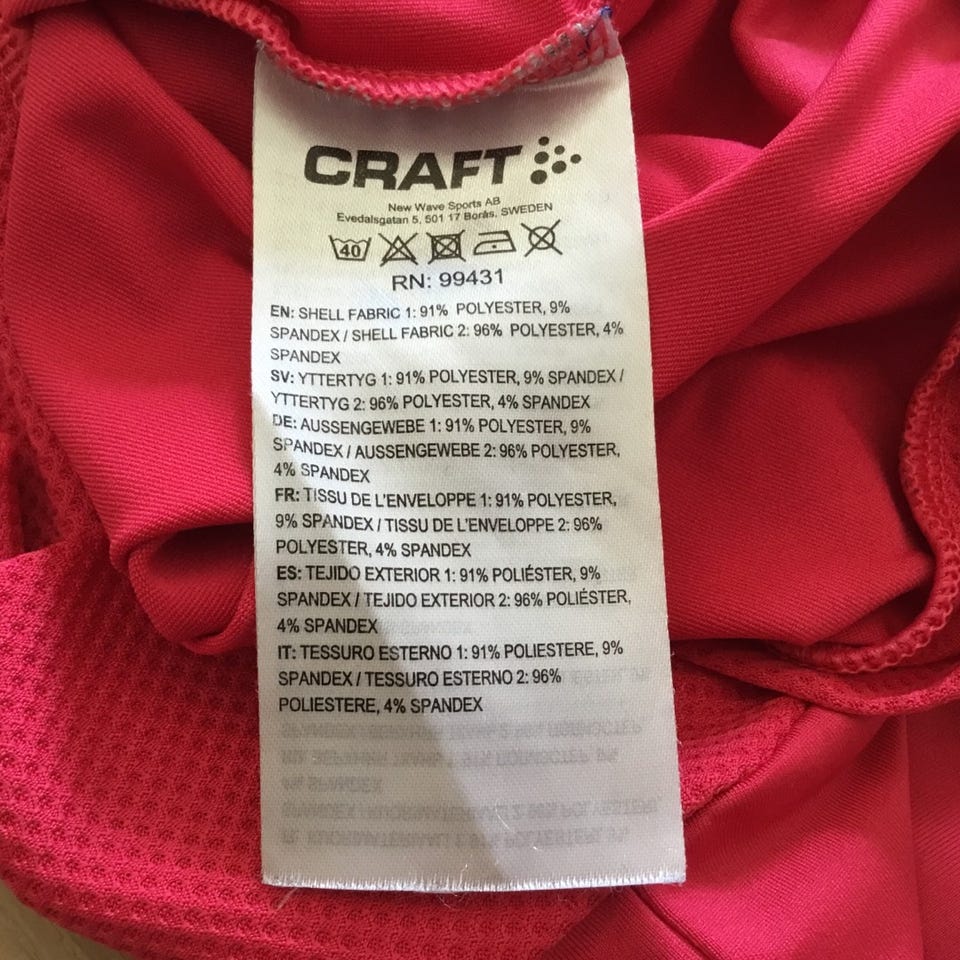 CRAFT
New Wave Sports AB
Evedalsgatan 5, 501 17 Borås, SWEDEN
40
RN: 99431
EN: SHELL FABRIC 1: 91% POLYESTER, 9%
SPANDEX / SHELL FABRIC 2: 96% POLYESTER, 4%
SPANDEX
SV: YTTERTYG 1: 91% POLYESTER, 9% SPANDEX /
YTTERTYG 2: 96% POLYESTER, 4% SPANDEX
DE: AUSSENGEWEBE 1: 91% POLYESTER, 9%
SPANDEX / AUSSENGEWEBE 2: 96% POLYESTER,
4% SPANDEX
FR: TISSU DE L'ENVELOPPE 1: 91% POLYESTER,
9% SPANDEX / TISSU DE L'ENVELOPPE 2: 96%
POLYESTER, 4% SPANDEX
ES: TEJIDO EXTERIOR 1: 91% POLIÉSTER, 9%
SPANDEX / TEJIDO EXTERIOR 2: 96% POLIÉSTER,
4% SPANDEX
IT: TESSURO ESTERNO 1: 91% POLIESTERE, 9%
SPANDEX / TESSURO ESTERNO 2: 96%
POLIESTERE, 4% SPANDEX